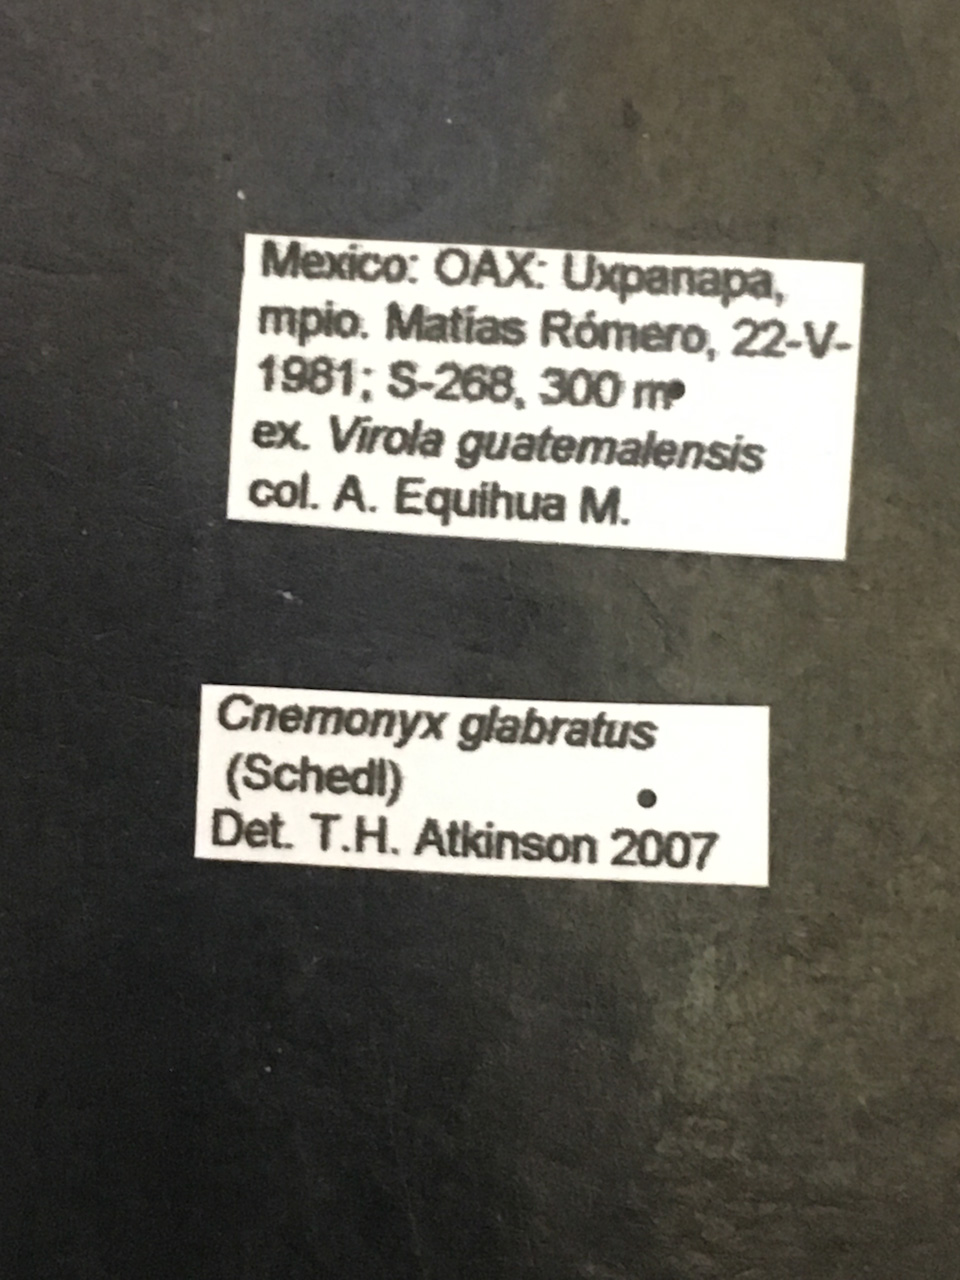 Mexico: OAX: Uxpanapa,
mpio. Matías Rómero, 22-V-
1981; S-268, 300 m
ex. Virola guatemalensis
col. A. Equihua M.
Cnemonyx glabratus
(Schedl)
Det. T.H. Atkinson 2007